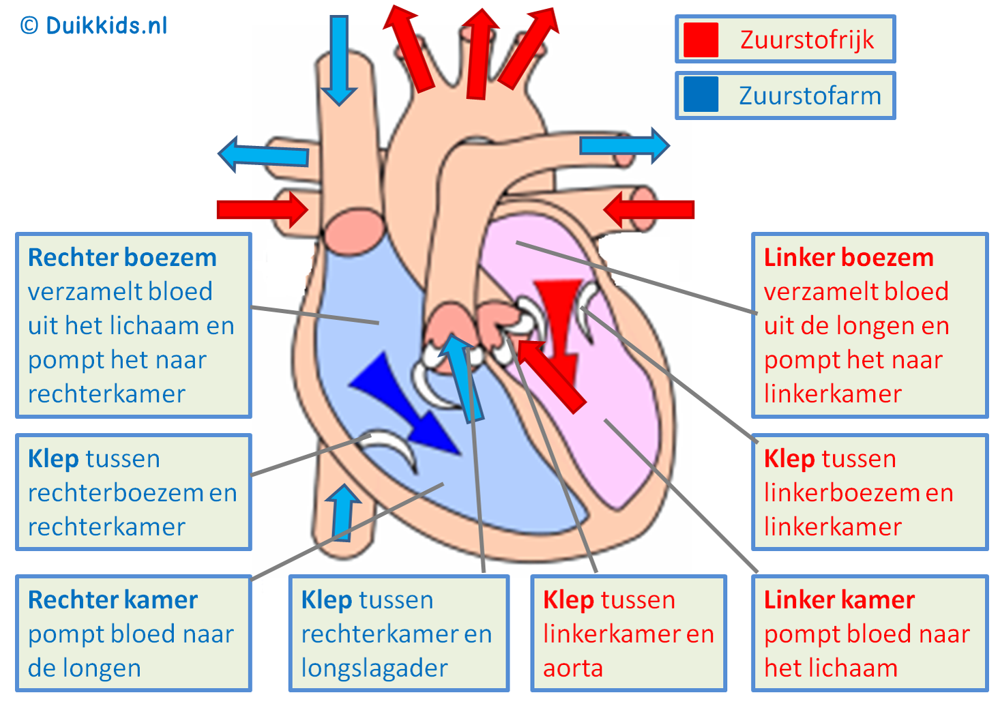 © Duikkids.nl
Zuurstofrijk
Zuurstofarm
Rechter boezem
verzamelt bloed
uit het lichaam en
pompt het naar
rechterkamer
Linker boezem
verzamelt bloed
uit de longen en
pompt het naar
linkerkamer
Klep tussen
rechterboezem en
rechterkamer
Klep tussen
linkerboezem en
linkerkamer
Rechter kamer
pompt bloed naar
de longen
Klep tussen
rechterkamer en
longslagader
Klep tussen
linkerkamer en
aorta
Linker kamer
pompt bloed naar
het lichaam